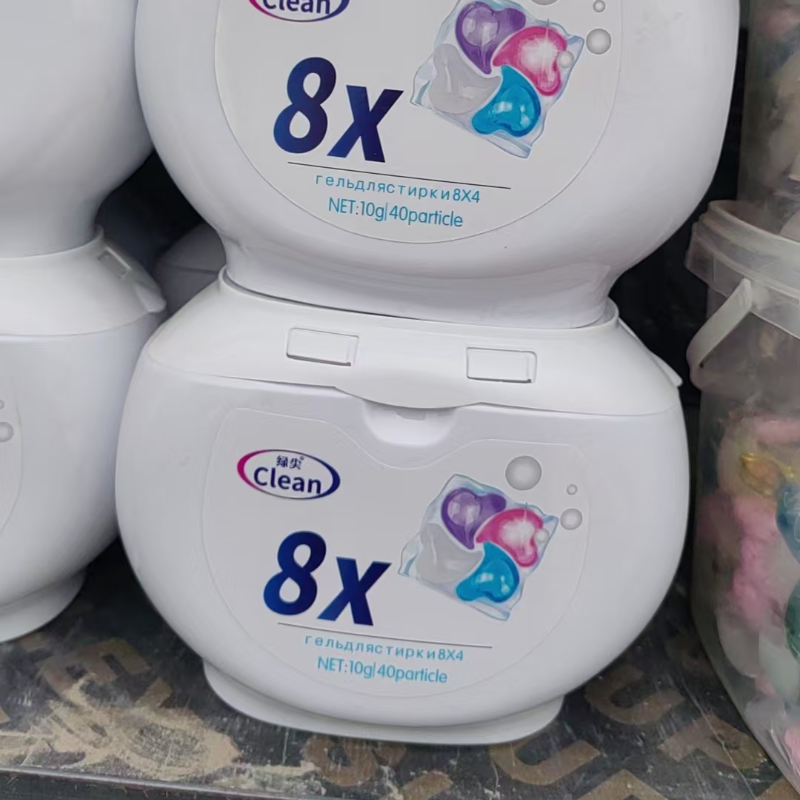 Clean
8X
гельдлястирки8X4
NET:10g|40particle
绿尖
Clean
8X
гельдлястирки8X4
NET:10g|40particle